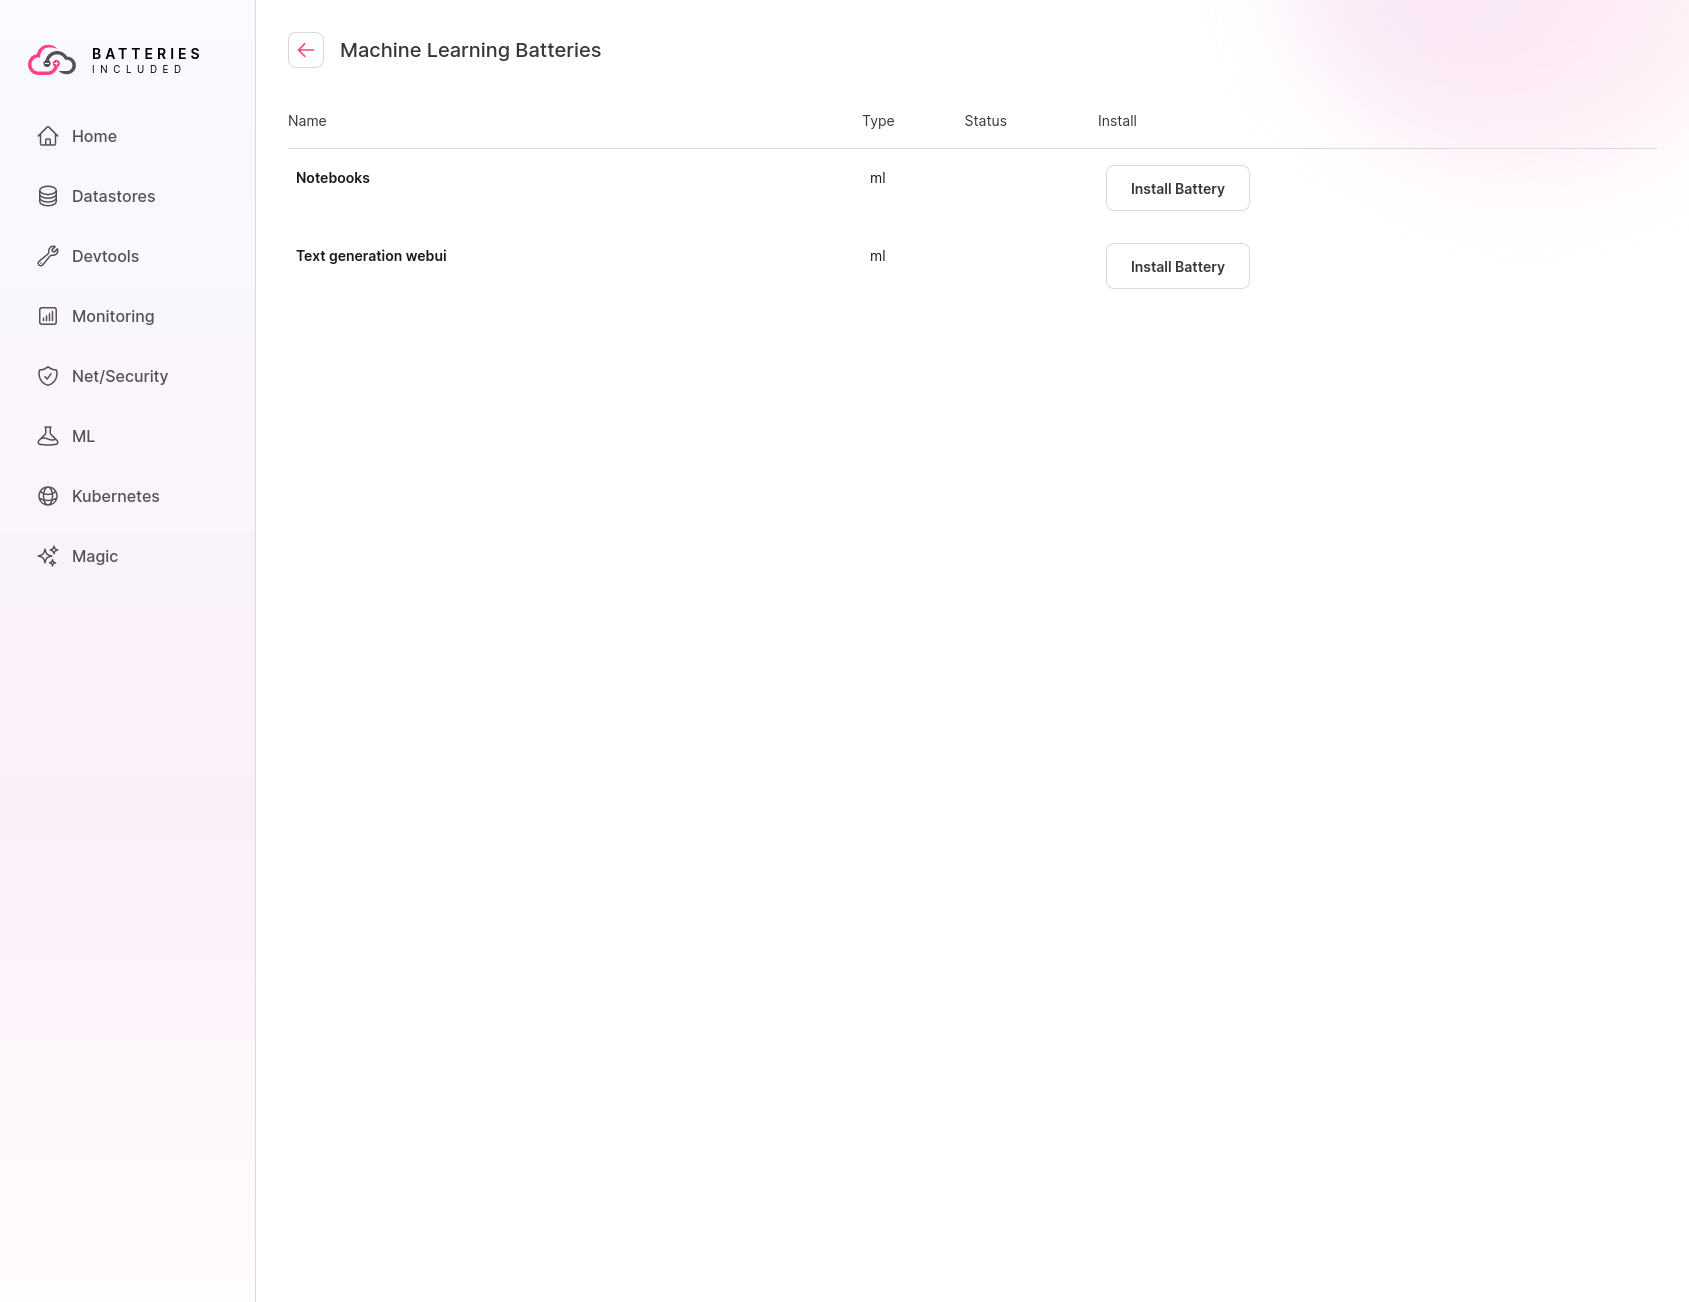 BATTERIES
INCLUDED
Home
Datastores
Devtools
Monitoring
Net/Security
ML
Kubernetes
Magic
Machine Learning Batteries
Name Type Status Install
Notebooks ml Install Battery
Text generation webui ml Install Battery